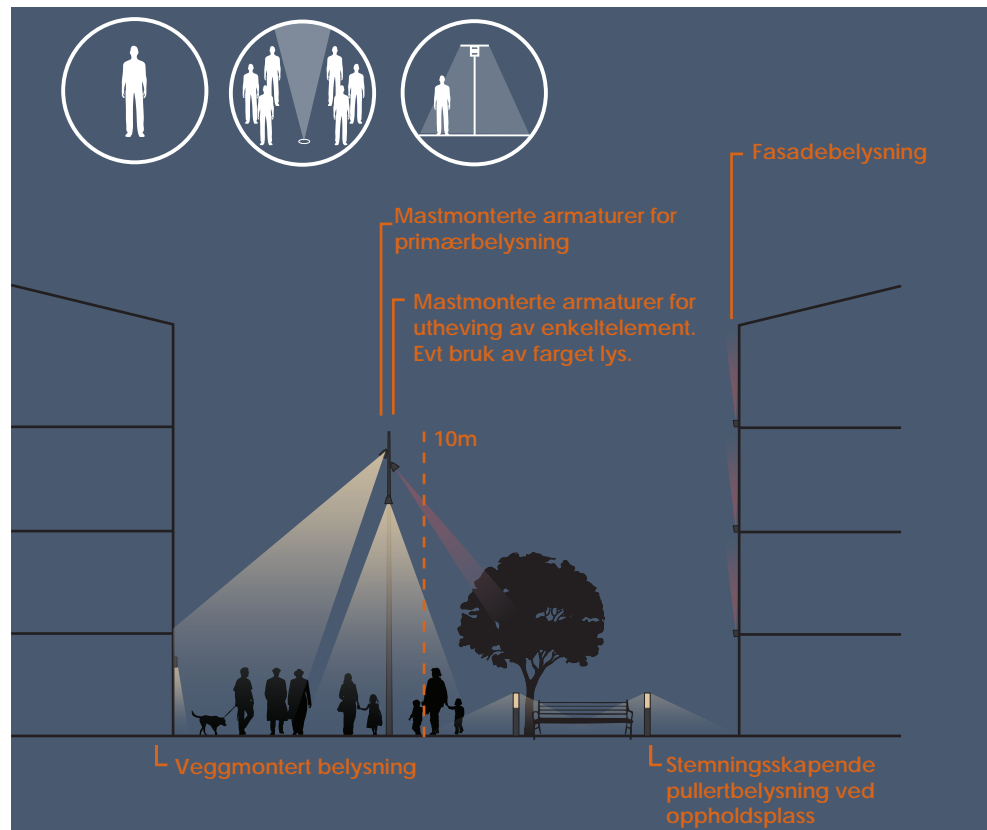 Fasadebelysning
Mastmonterte armaturer for
primærbelysning
Mastmonterte armaturer for
utheving av enkeltelement.
Evt bruk av farget lys.
10m
Veggmontert belysning
Stemningsskapende
pullertbelysning ved
oppholdsplass